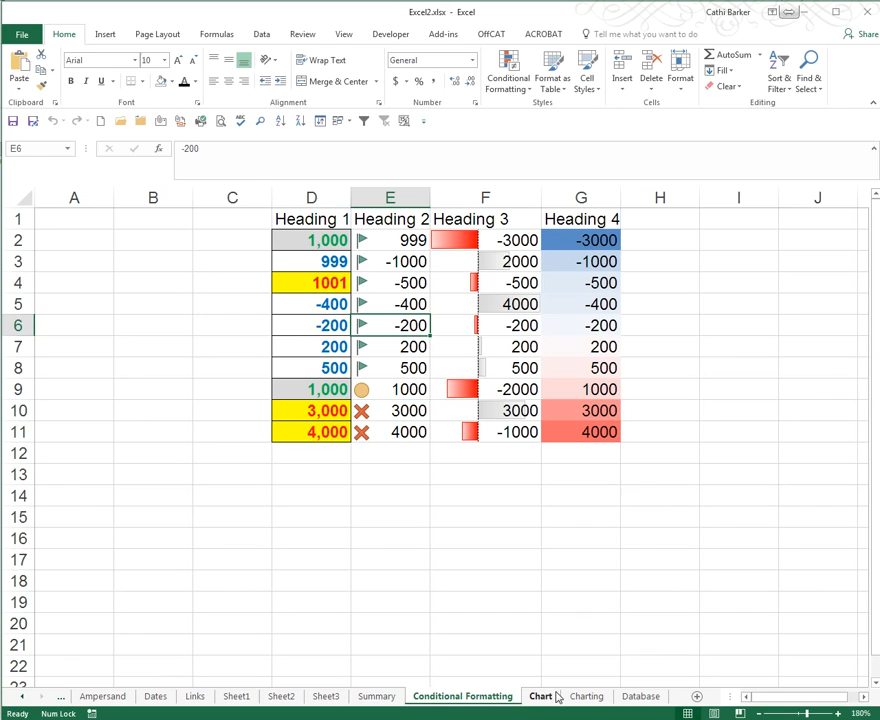 Excel2.xlsx - Excel
Cathi Barker
File Home Insert Page Layout Formulas Data Review View Developer Add-ins OffCAT ACROBAT Tell me what you want to do Share
Arial 10 A A Wrap Text General AutoSum
Fill
Clear
Paste B I U A Merge & Center $ % , Conditional Formatting Format as Table Cell Styles Insert Delete Format Sort & Filter Find & Select
Clipboard Font Alignment Number Styles Cells Editing
E6 fx -200
A B C D E F G H I J
1 Heading 1 Heading 2 Heading 3 Heading 4
2 1,000 999 -3000 -3000
3 999 -1000 2000 -1000
4 1001 -500 -500 -500
5 -400 -400 4000 -400
6 -200 -200 -200 -200
7 200 200 200 200
8 500 500 500 500
9 1,000 1000 -2000 1000
10 3,000 3000 3000 3000
11 4,000 4000 -1000 4000
12
13
14
15
16
17
18
19
20
21
22
23
... Ampersand Dates Links Sheet1 Sheet2 Sheet3 Summary Conditional Formatting Chart Charting Database
Ready Num Lock 180%